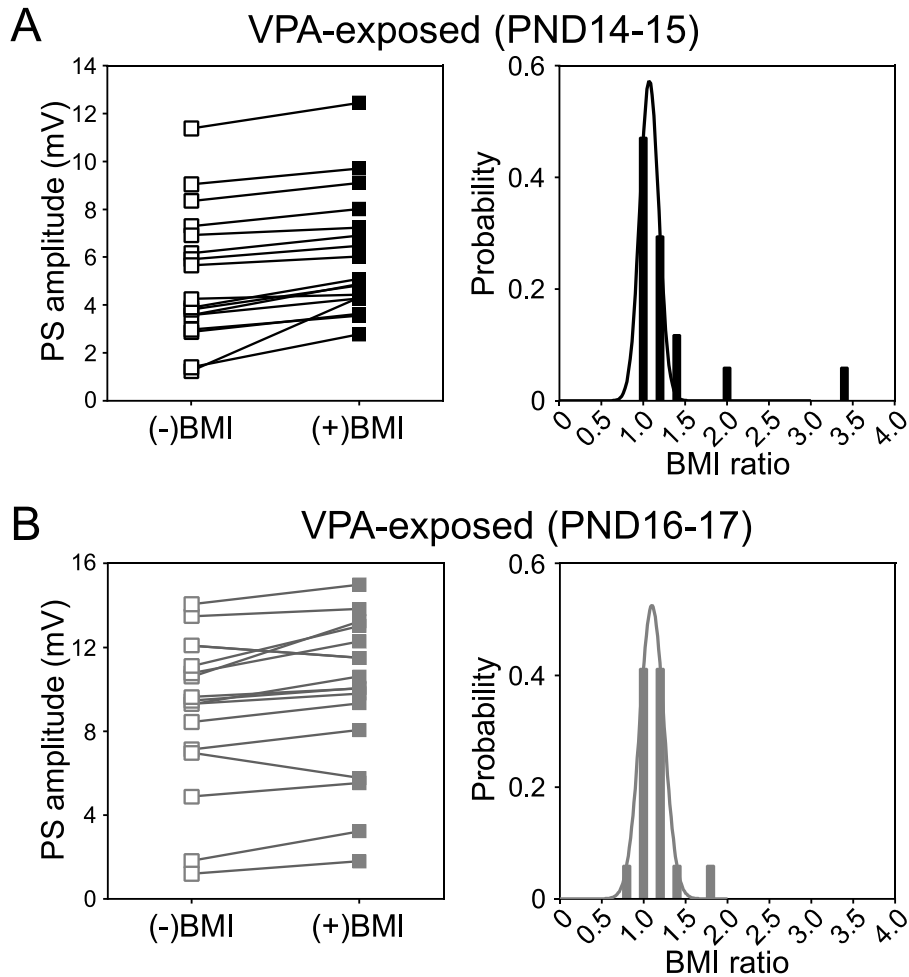 A
VPA-exposed (PND14-15)
PS amplitude (mV)
14
12
10
8
6
4
2
0
(-)BMI
(+)BMI
Probability
0.6
0.4
0.2
0
0
0.5
1.0
1.5
2.0
2.5
3.0
3.5
4.0
BMI ratio
B
VPA-exposed (PND16-17)
PS amplitude (mV)
16
12
8
4
0
(-)BMI
(+)BMI
Probability
0.6
0.4
0.2
0
0
0.5
1.0
1.5
2.0
2.5
3.0
3.5
4.0
BMI ratio